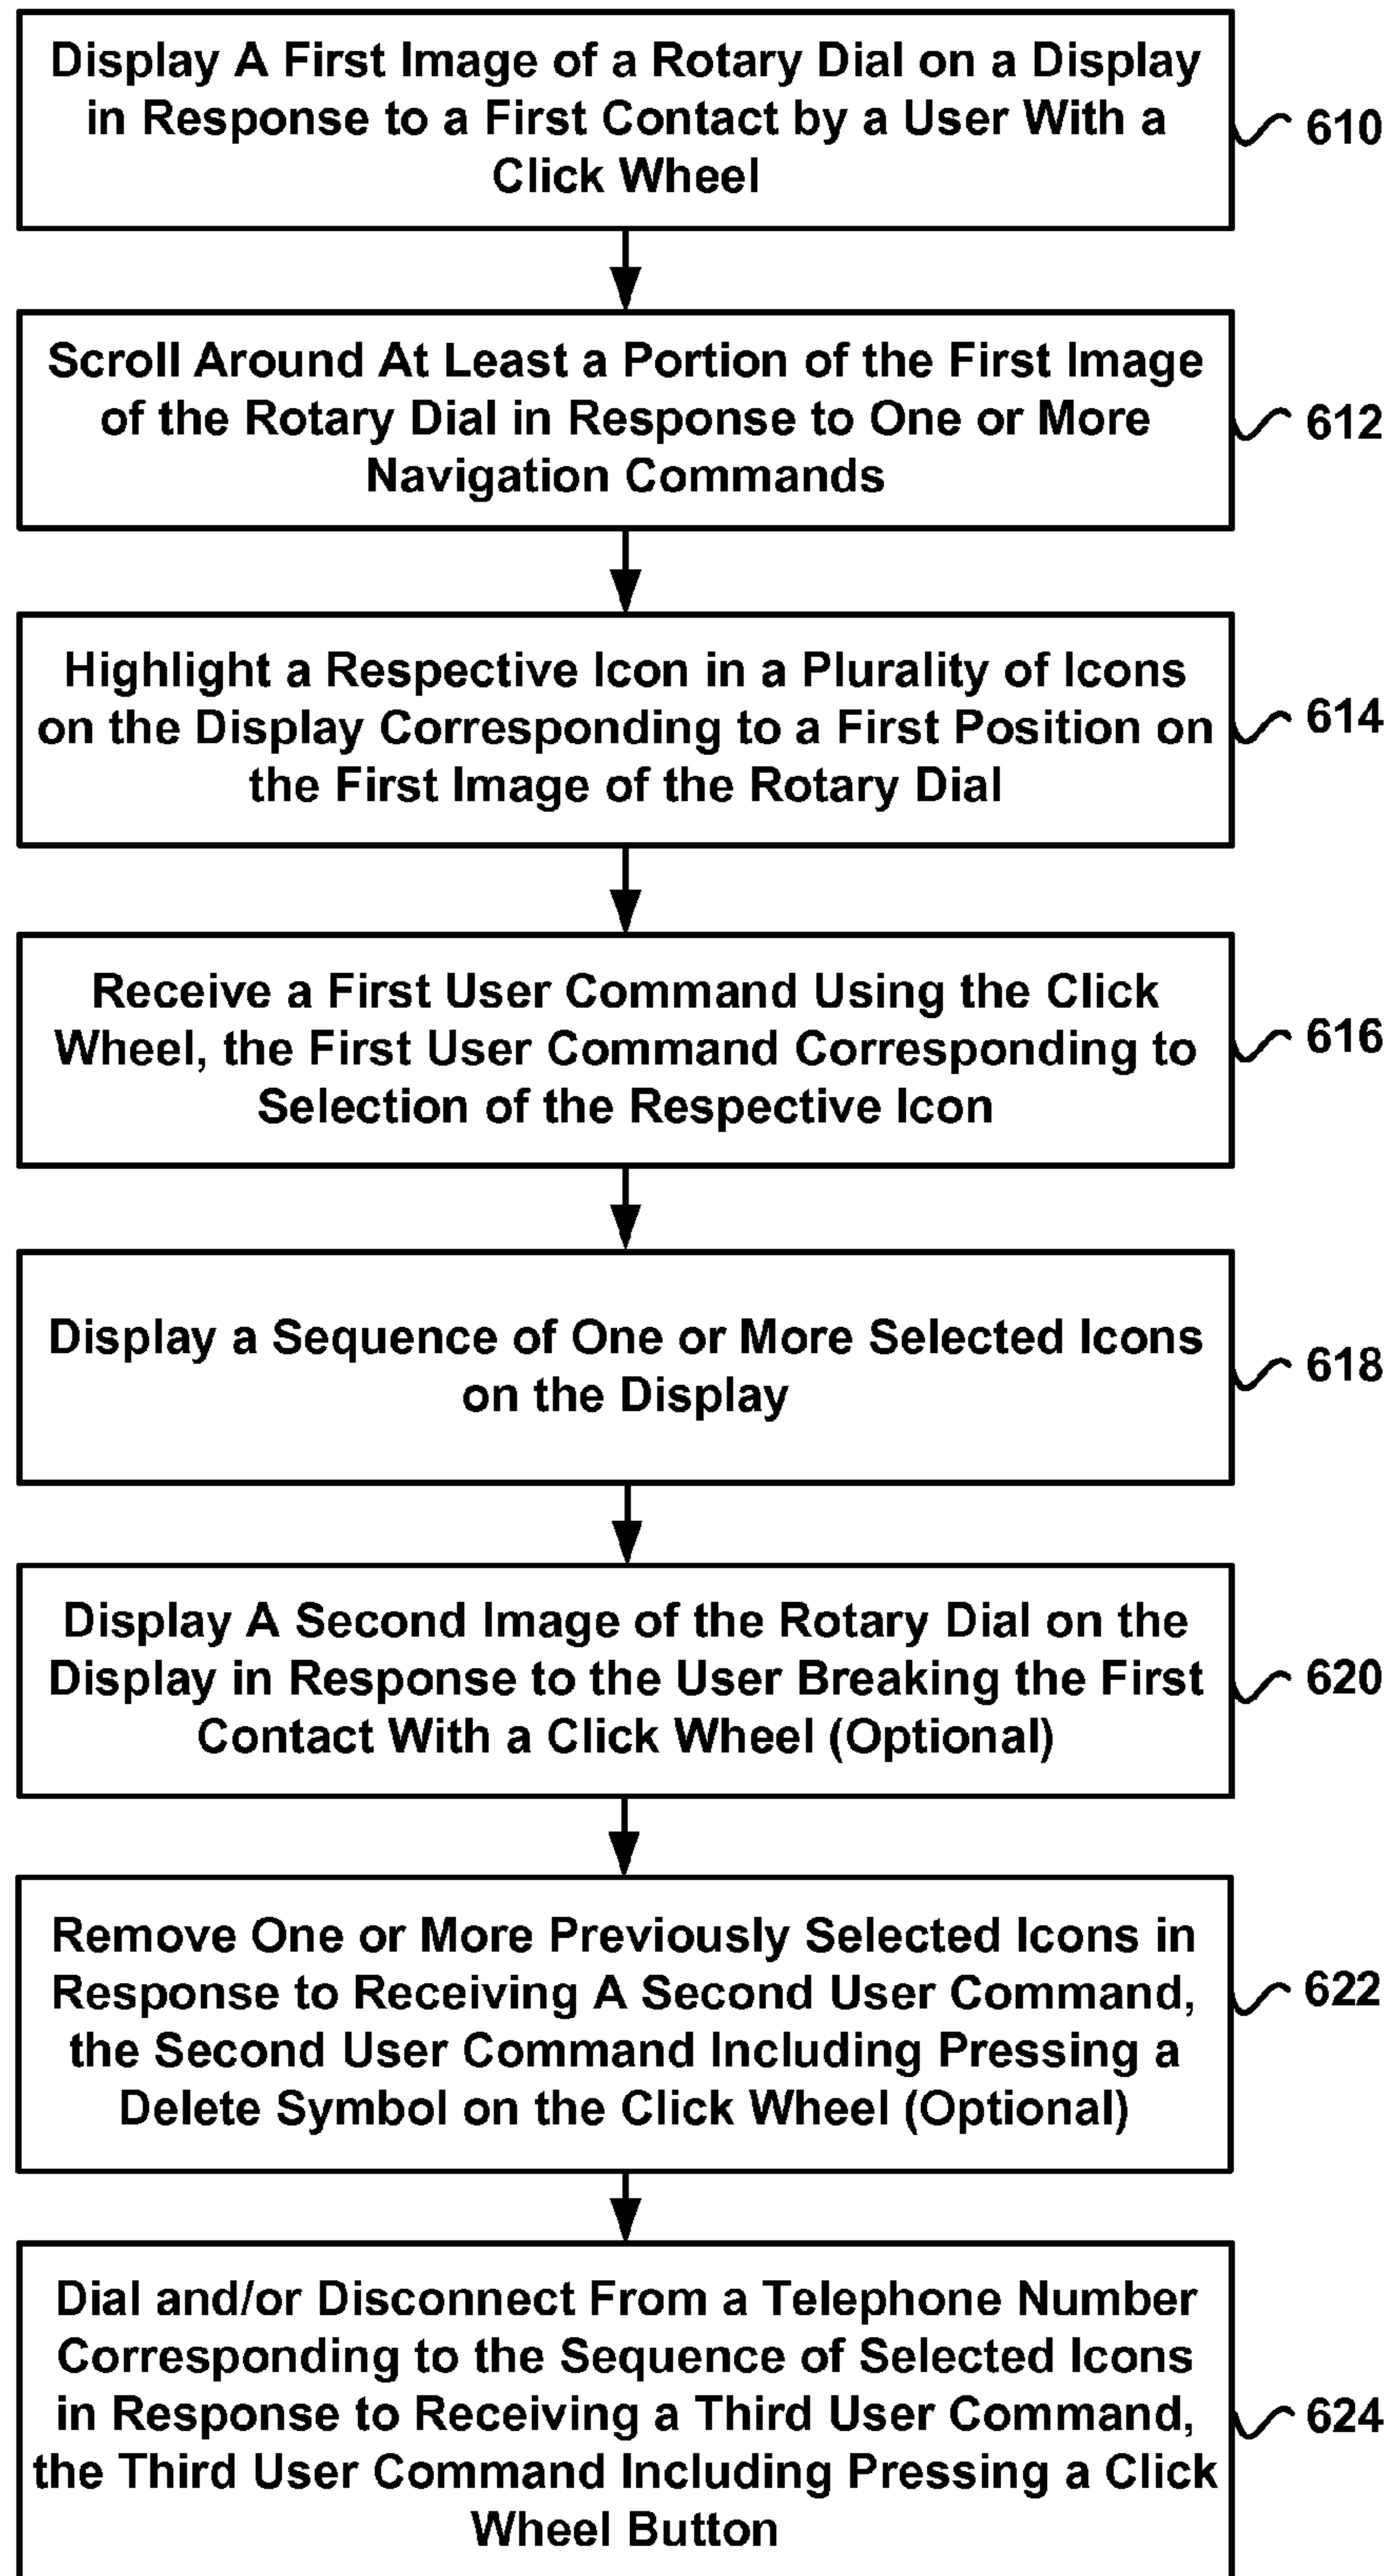 Display A First Image of a Rotary Dial on a Display
in Response to a First Contact by a User With a
Click Wheel
610
Scroll Around At Least a Portion of the First Image
of the Rotary Dial in Response to One or More
Navigation Commands
612
Highlight a Respective Icon in a Plurality of Icons
on the Display Corresponding to a First Position on
the First Image of the Rotary Dial
614
Receive a First User Command Using the Click
Wheel, the First User Command Corresponding to
Selection of the Respective Icon
616
Display a Sequence of One or More Selected Icons
on the Display
618
Display A Second Image of the Rotary Dial on the
Display in Response to the User Breaking the First
Contact With a Click Wheel (Optional)
620
Remove One or More Previously Selected Icons in
Response to Receiving A Second User Command,
the Second User Command Including Pressing a
Delete Symbol on the Click Wheel (Optional)
622
Dial and/or Disconnect From a Telephone Number
Corresponding to the Sequence of Selected Icons
in Response to Receiving a Third User Command,
the Third User Command Including Pressing a Click
Wheel Button
624